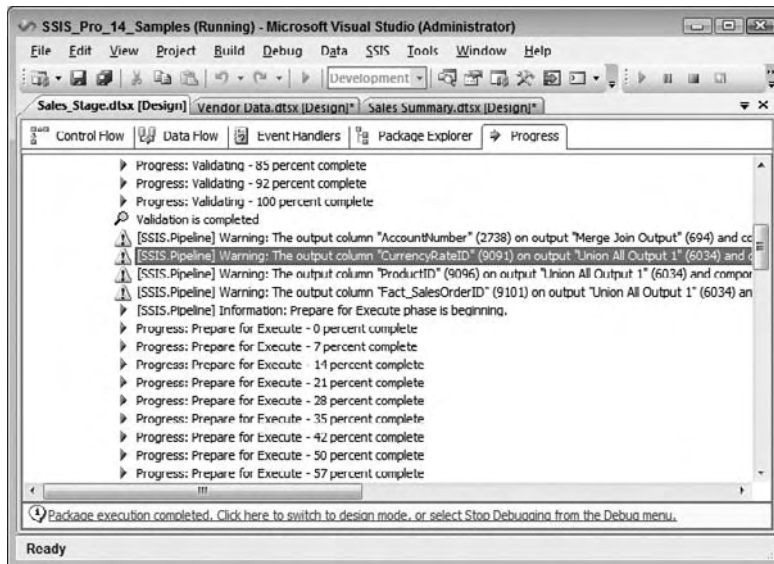 SSIS_Pro_14_Samples (Running) - Microsoft Visual Studio (Administrator)
File Edit View Project Build Debug Data SSIS Tools Window Help
Development
Sales_Stage.dtsx [Design] Vendor Data.dtsx [Design]* Sales Summary.dtsx [Design]*
Control Flow Data Flow Event Handlers Package Explorer Progress
Progress: Validating - 85 percent complete
Progress: Validating - 92 percent complete
Progress: Validating - 100 percent complete
Validation is completed
[SSIS.Pipeline] Warning: The output column "AccountNumber" (2738) on output "Merge Join Output" (694) and cc
[SSIS.Pipeline] Warning: The output column "CurrencyRateID" (9091) on output "Union All Output 1" (6034) and c
[SSIS.Pipeline] Warning: The output column "ProductID" (9096) on output "Union All Output 1" (6034) and compor
[SSIS.Pipeline] Warning: The output column "Fact_SalesOrderID" (9101) on output "Union All Output 1" (6034) an
[SSIS.Pipeline] Information: Prepare for Execute phase is beginning.
Progress: Prepare for Execute - 0 percent complete
Progress: Prepare for Execute - 7 percent complete
Progress: Prepare for Execute - 14 percent complete
Progress: Prepare for Execute - 21 percent complete
Progress: Prepare for Execute - 28 percent complete
Progress: Prepare for Execute - 35 percent complete
Progress: Prepare for Execute - 42 percent complete
Progress: Prepare for Execute - 50 percent complete
Progress: Prepare for Execute - 57 percent complete
Package execution completed. Click here to switch to design mode, or select Stop Debugging from the Debug menu.
Ready